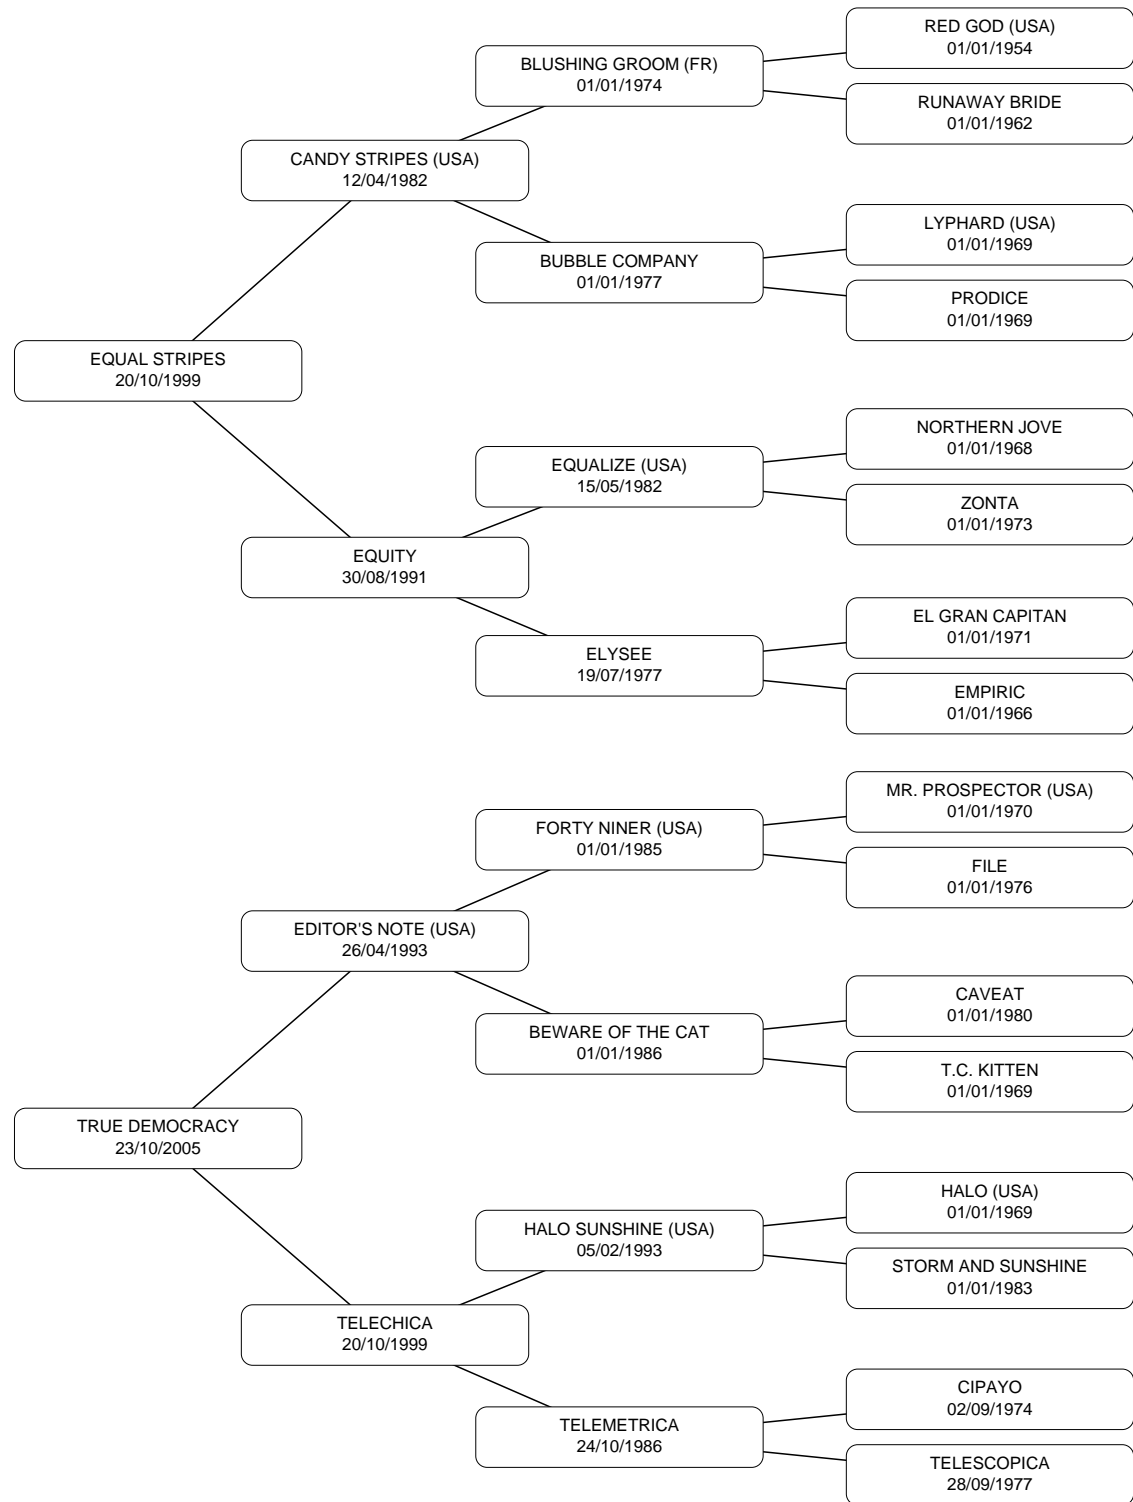 RED GOD (USA)
01/01/1954
BLUSHING GROOM (FR)
01/01/1974
RUNAWAY BRIDE
01/01/1962
CANDY STRIPES (USA)
12/04/1982
LYPHARD (USA)
01/01/1969
BUBBLE COMPANY
01/01/1977
PRODICE
01/01/1969
EQUAL STRIPES
20/10/1999
NORTHERN JOVE
01/01/1968
EQUALIZE (USA)
15/05/1982
ZONTA
01/01/1973
EQUITY
30/08/1991
EL GRAN CAPITAN
01/01/1971
ELYSEE
19/07/1977
EMPIRIC
01/01/1966
MR. PROSPECTOR (USA)
01/01/1970
FORTY NINER (USA)
01/01/1985
FILE
01/01/1976
EDITOR'S NOTE (USA)
26/04/1993
CAVEAT
01/01/1980
BEWARE OF THE CAT
01/01/1986
T.C. KITTEN
01/01/1969
TRUE DEMOCRACY
23/10/2005
HALO (USA)
01/01/1969
HALO SUNSHINE (USA)
05/02/1993
STORM AND SUNSHINE
01/01/1983
TELECHICA
20/10/1999
CIPAYO
02/09/1974
TELEMETRICA
24/10/1986
TELESCOPICA
28/09/1977